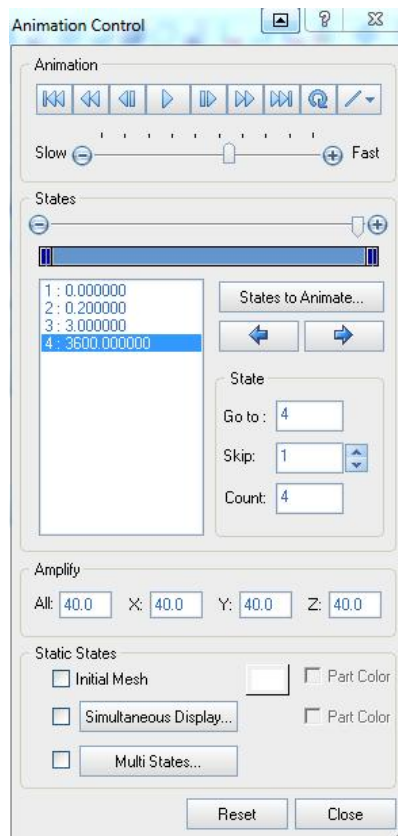 Animation Control
Animation
Slow Fast
States
1 : 0.000000
2 : 0.200000
3 : 3.000000
4 : 3600.000000
States to Animate...
State
Go to : 4
Skip: 1
Count: 4
Amplify
All: 40.0 X: 40.0 Y: 40.0 Z: 40.0
Static States
Initial Mesh Part Color
Simultaneous Display... Part Color
Multi States...
Reset Close